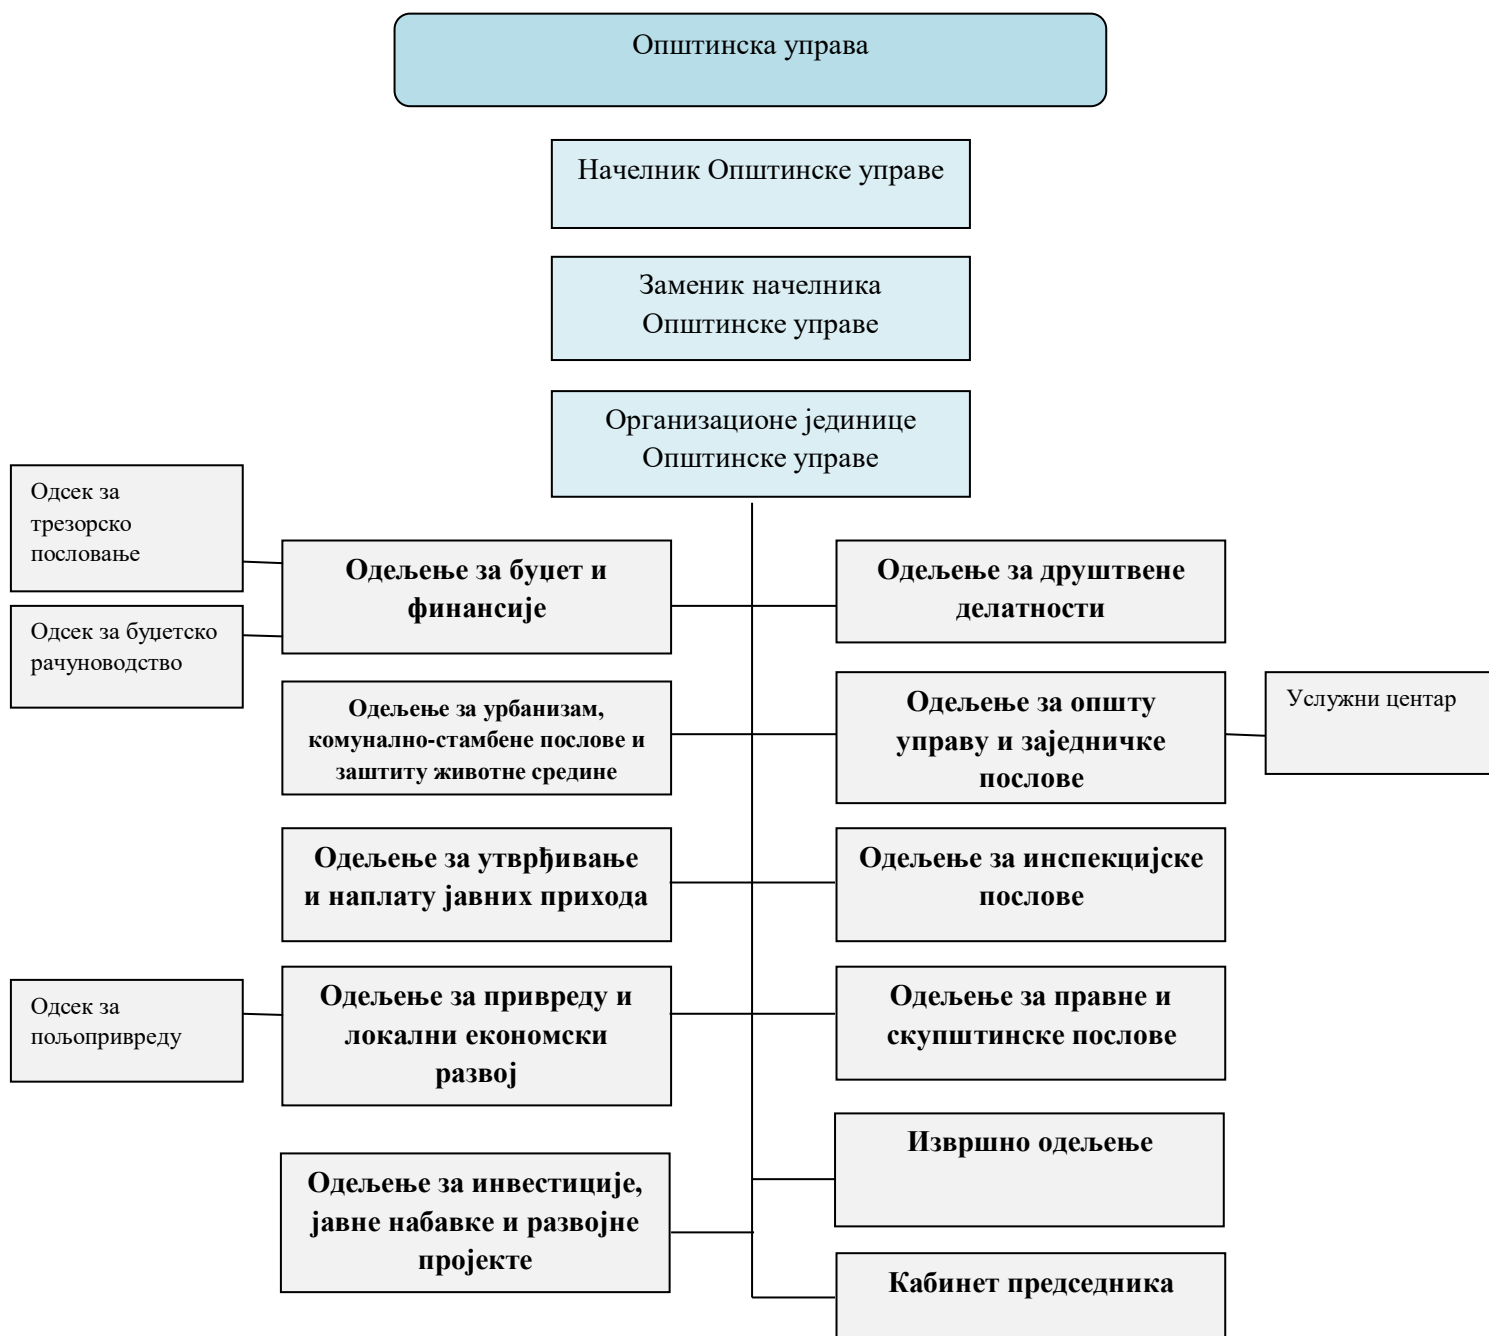 Општинска управа
Начелник Општинске управе
Заменик начелника
Општинске управе
Организационе јединице
Општинске управе
Одсек за
трезорско
пословање
Одељење за буџет и
финансије
Одељење за друштвене
делатности
Одсек за буџетско
рачуноводство
Одељење за урбанизам,
комунално-стамбене послове и
заштиту животне средине
Одељење за општу
управу и заједничке
послове
Услужни центар
Одељење за утврђивање
и наплату јавних прихода
Одељење за инспекцијске
послове
Одсек за
пољопривреду
Одељење за привреду и
локални економски
развој
Одељење за правне и
скупштинске послове
Извршно одељење
Одељење за инвестиције,
јавне набавке и развојне
пројекте
Кабинет председника